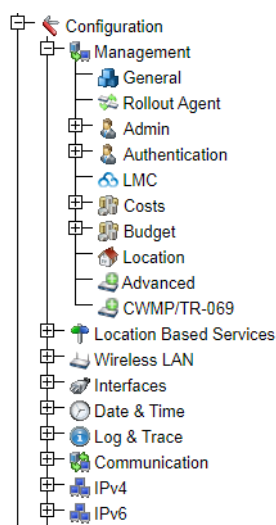 Configuration
Management
General
Rollout Agent
Admin
Authentication
LMC
Costs
Budget
Location
Advanced
CWMP/TR-069
Location Based Services
Wireless LAN
Interfaces
Date & Time
Log & Trace
Communication
IPv4
IPv6